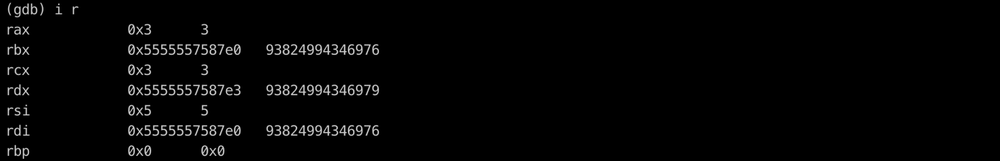 (gdb) i r
rax            0x3      3
rbx            0x5555557587e0   93824994346976
rcx            0x3      3
rdx            0x5555557587e3   93824994346979
rsi            0x5      5
rdi            0x5555557587e0   93824994346976
rbp            0x0      0x0